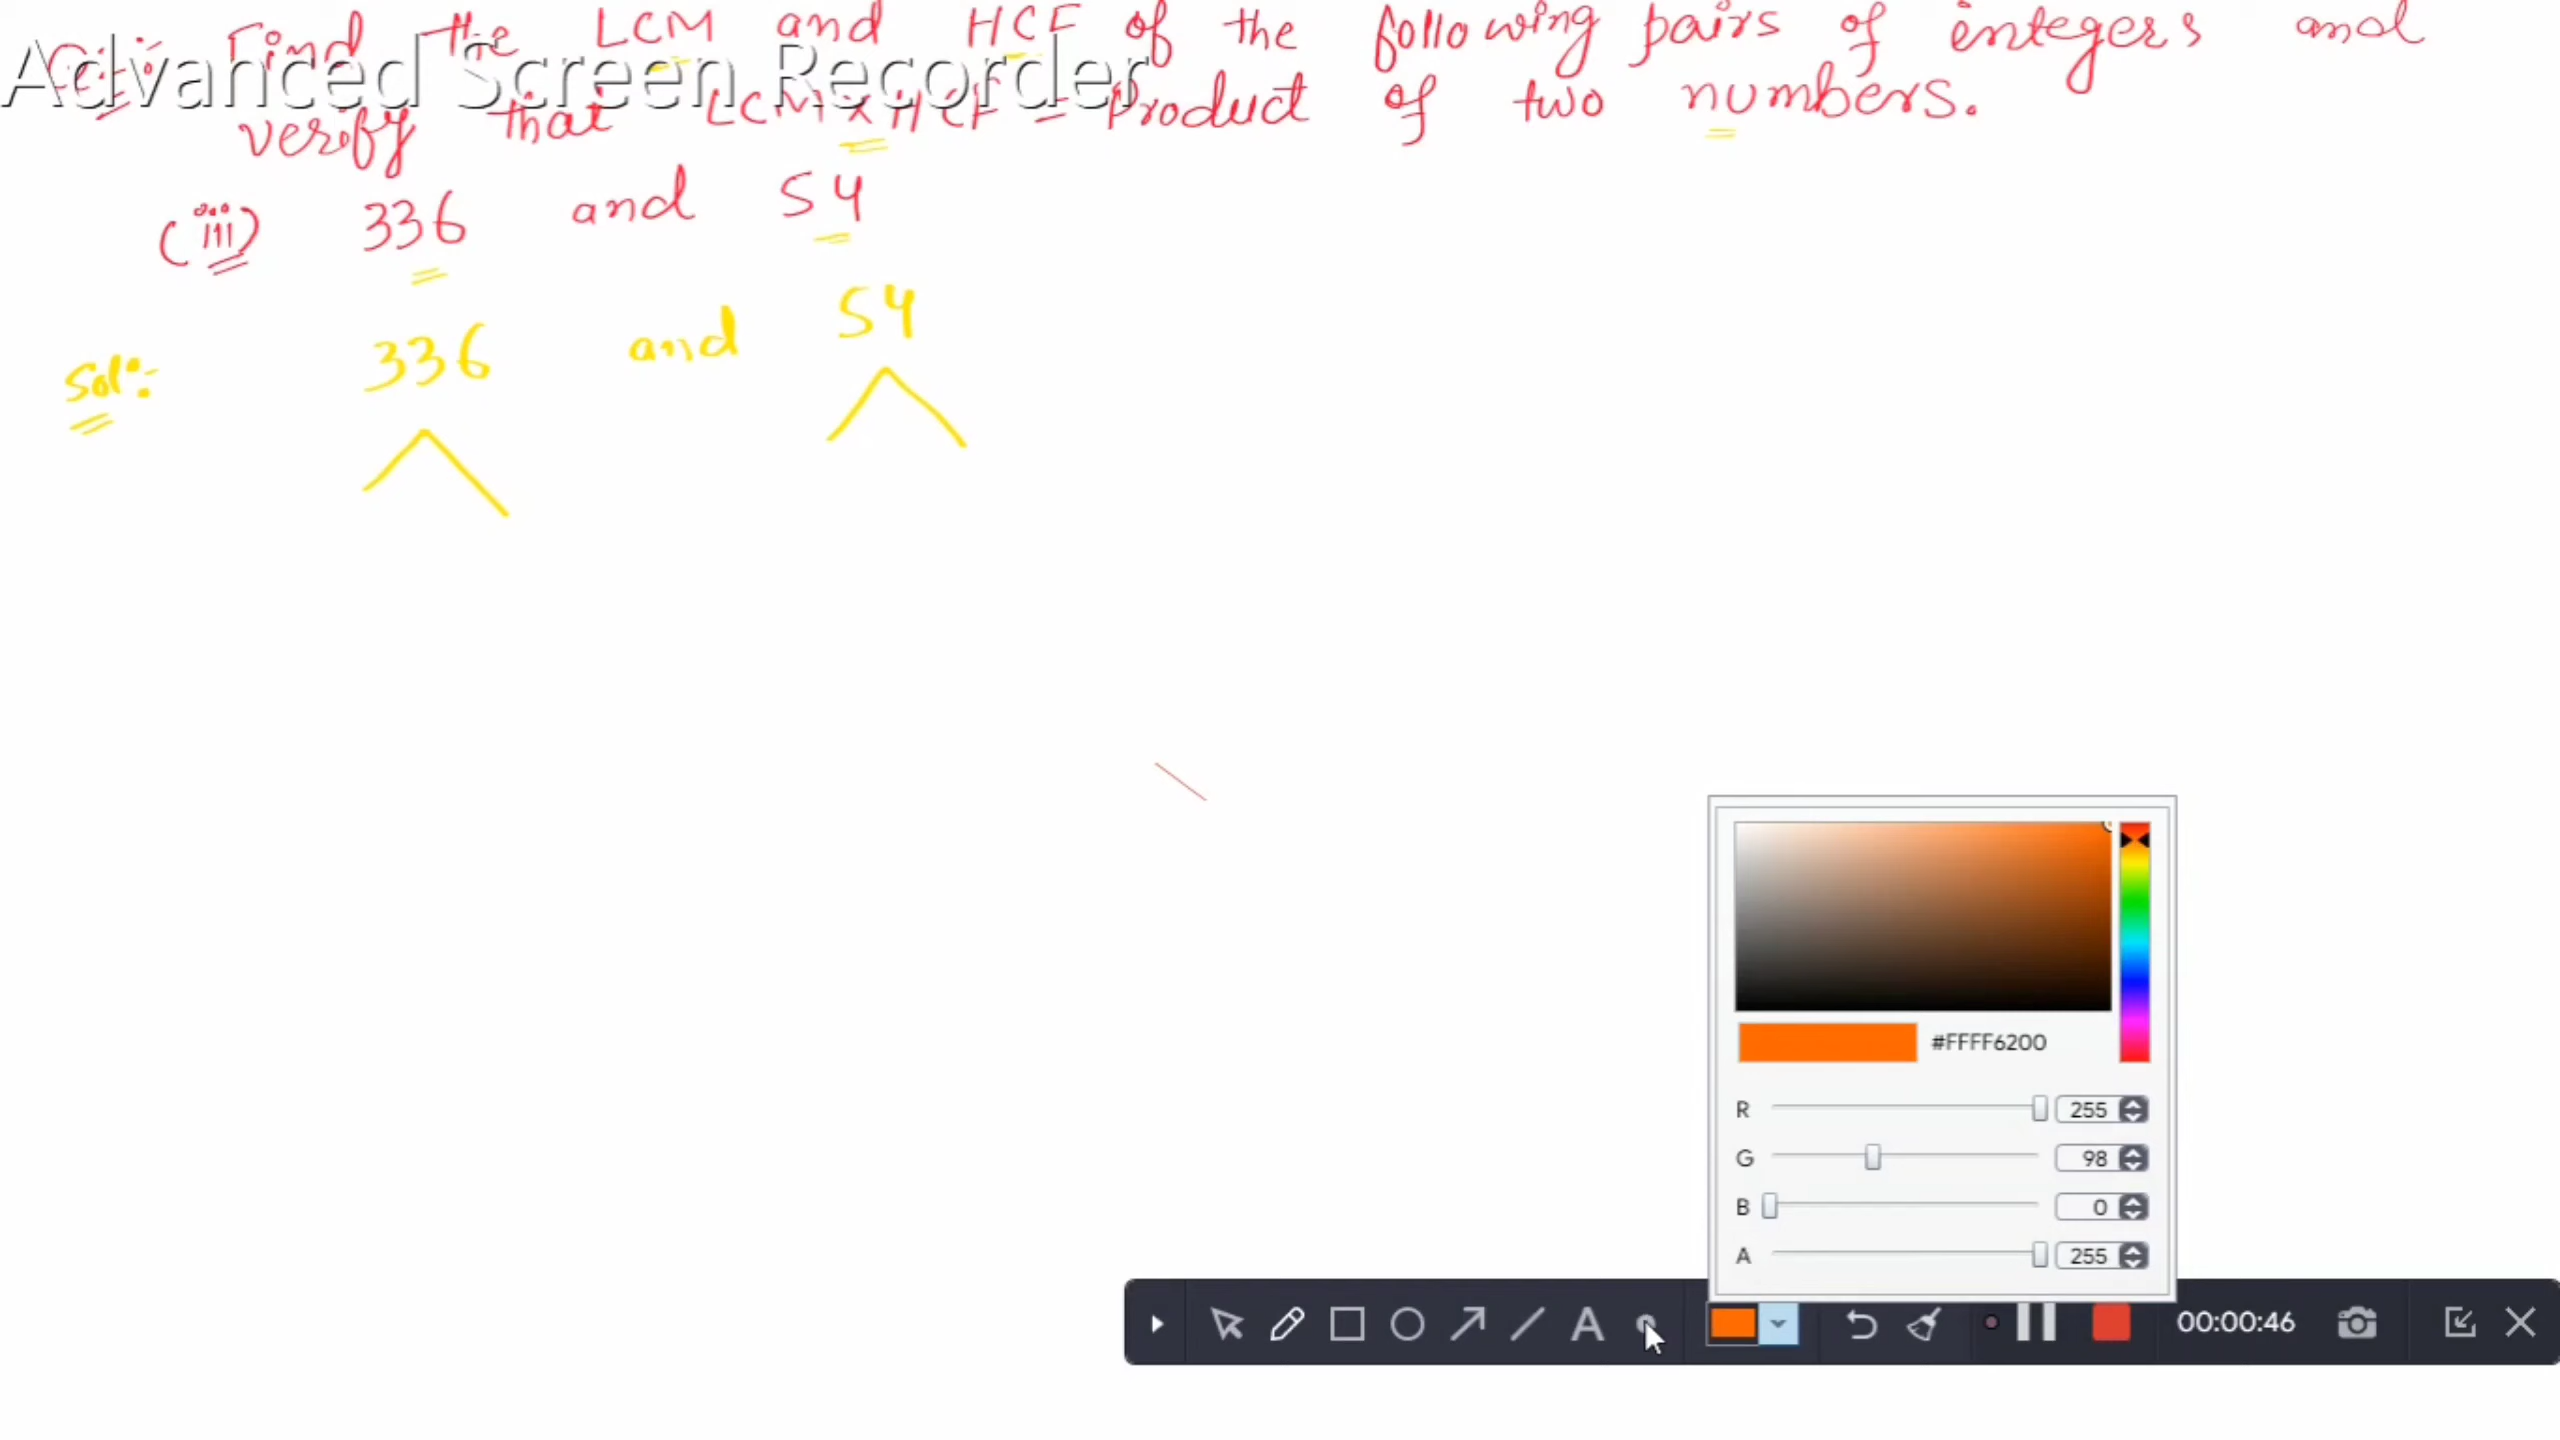 Find the LCM and HCF of the following pairs of integers and
Advanced Screen Recorder
verify that LCM × HCF = Product of two numbers.
(iii) 336 and 54
Sol: 336 and 54
#FFFF6200
R 255
G 98
B 0
A 255
A 00:00:46